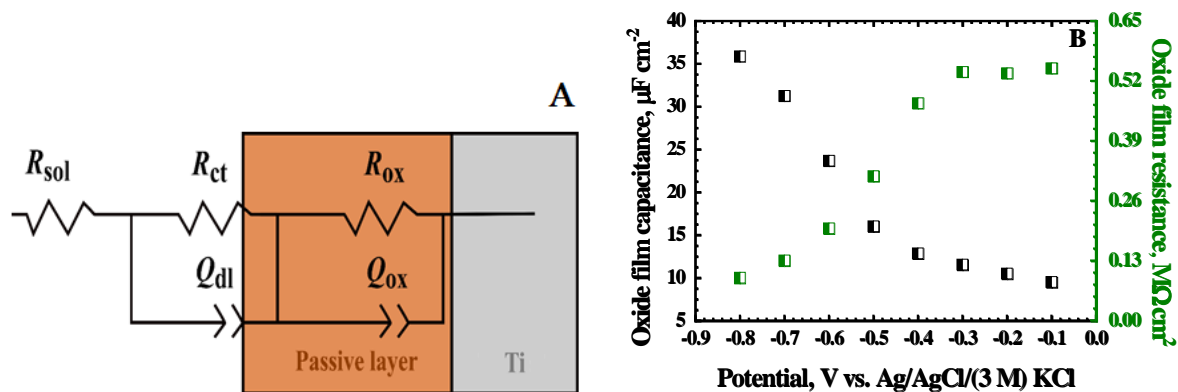 A
R_sol
R_ct
R_ox
Q_dl
Q_ox
Passive layer
Ti
B
Oxide film capacitance, μF cm⁻²
40
35
30
25
20
15
10
5
-0.9 -0.8 -0.7 -0.6 -0.5 -0.4 -0.3 -0.2 -0.1 0.0
Potential, V vs. Ag/AgCl/(3 M) KCl
0.65
0.52
0.39
0.26
0.13
0.00
Oxide film resistance, MΩ cm²